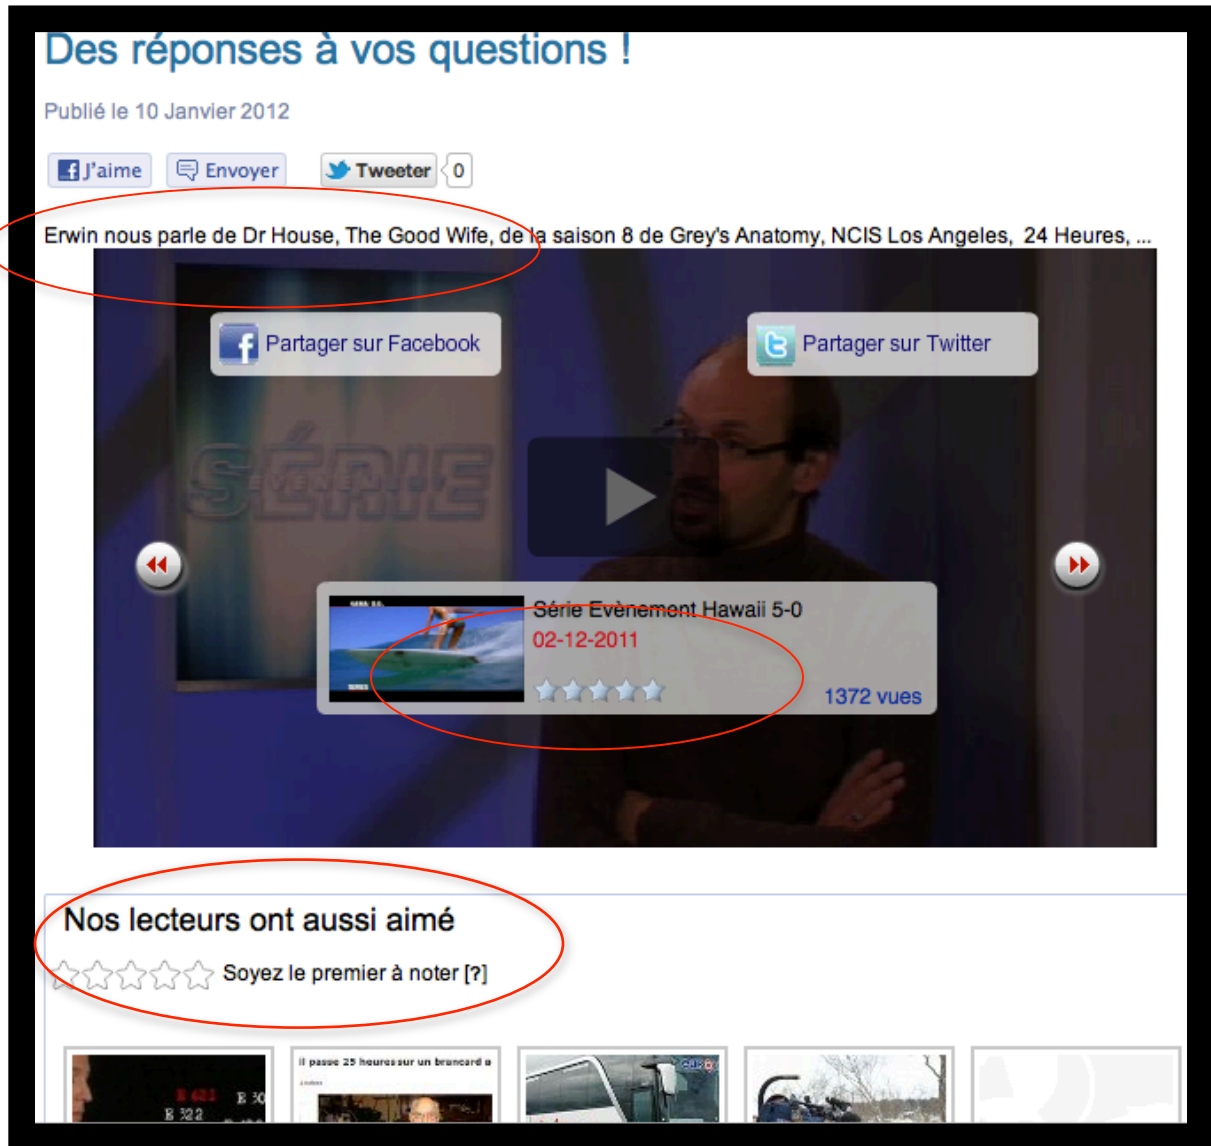 Des réponses à vos questions !
Publié le 10 Janvier 2012
J'aime Envoyer Tweeter 0
Erwin nous parle de Dr House, The Good Wife, de la saison 8 de Grey's Anatomy, NCIS Los Angeles, 24 Heures, ...
Partager sur Facebook Partager sur Twitter
SÉRIE
Série Evènement Hawaii 5-0
02-12-2011
1372 vues
Nos lecteurs ont aussi aimé
Soyez le premier à noter [?]
il passe 25 heures sur un brancard
E 30
E 322